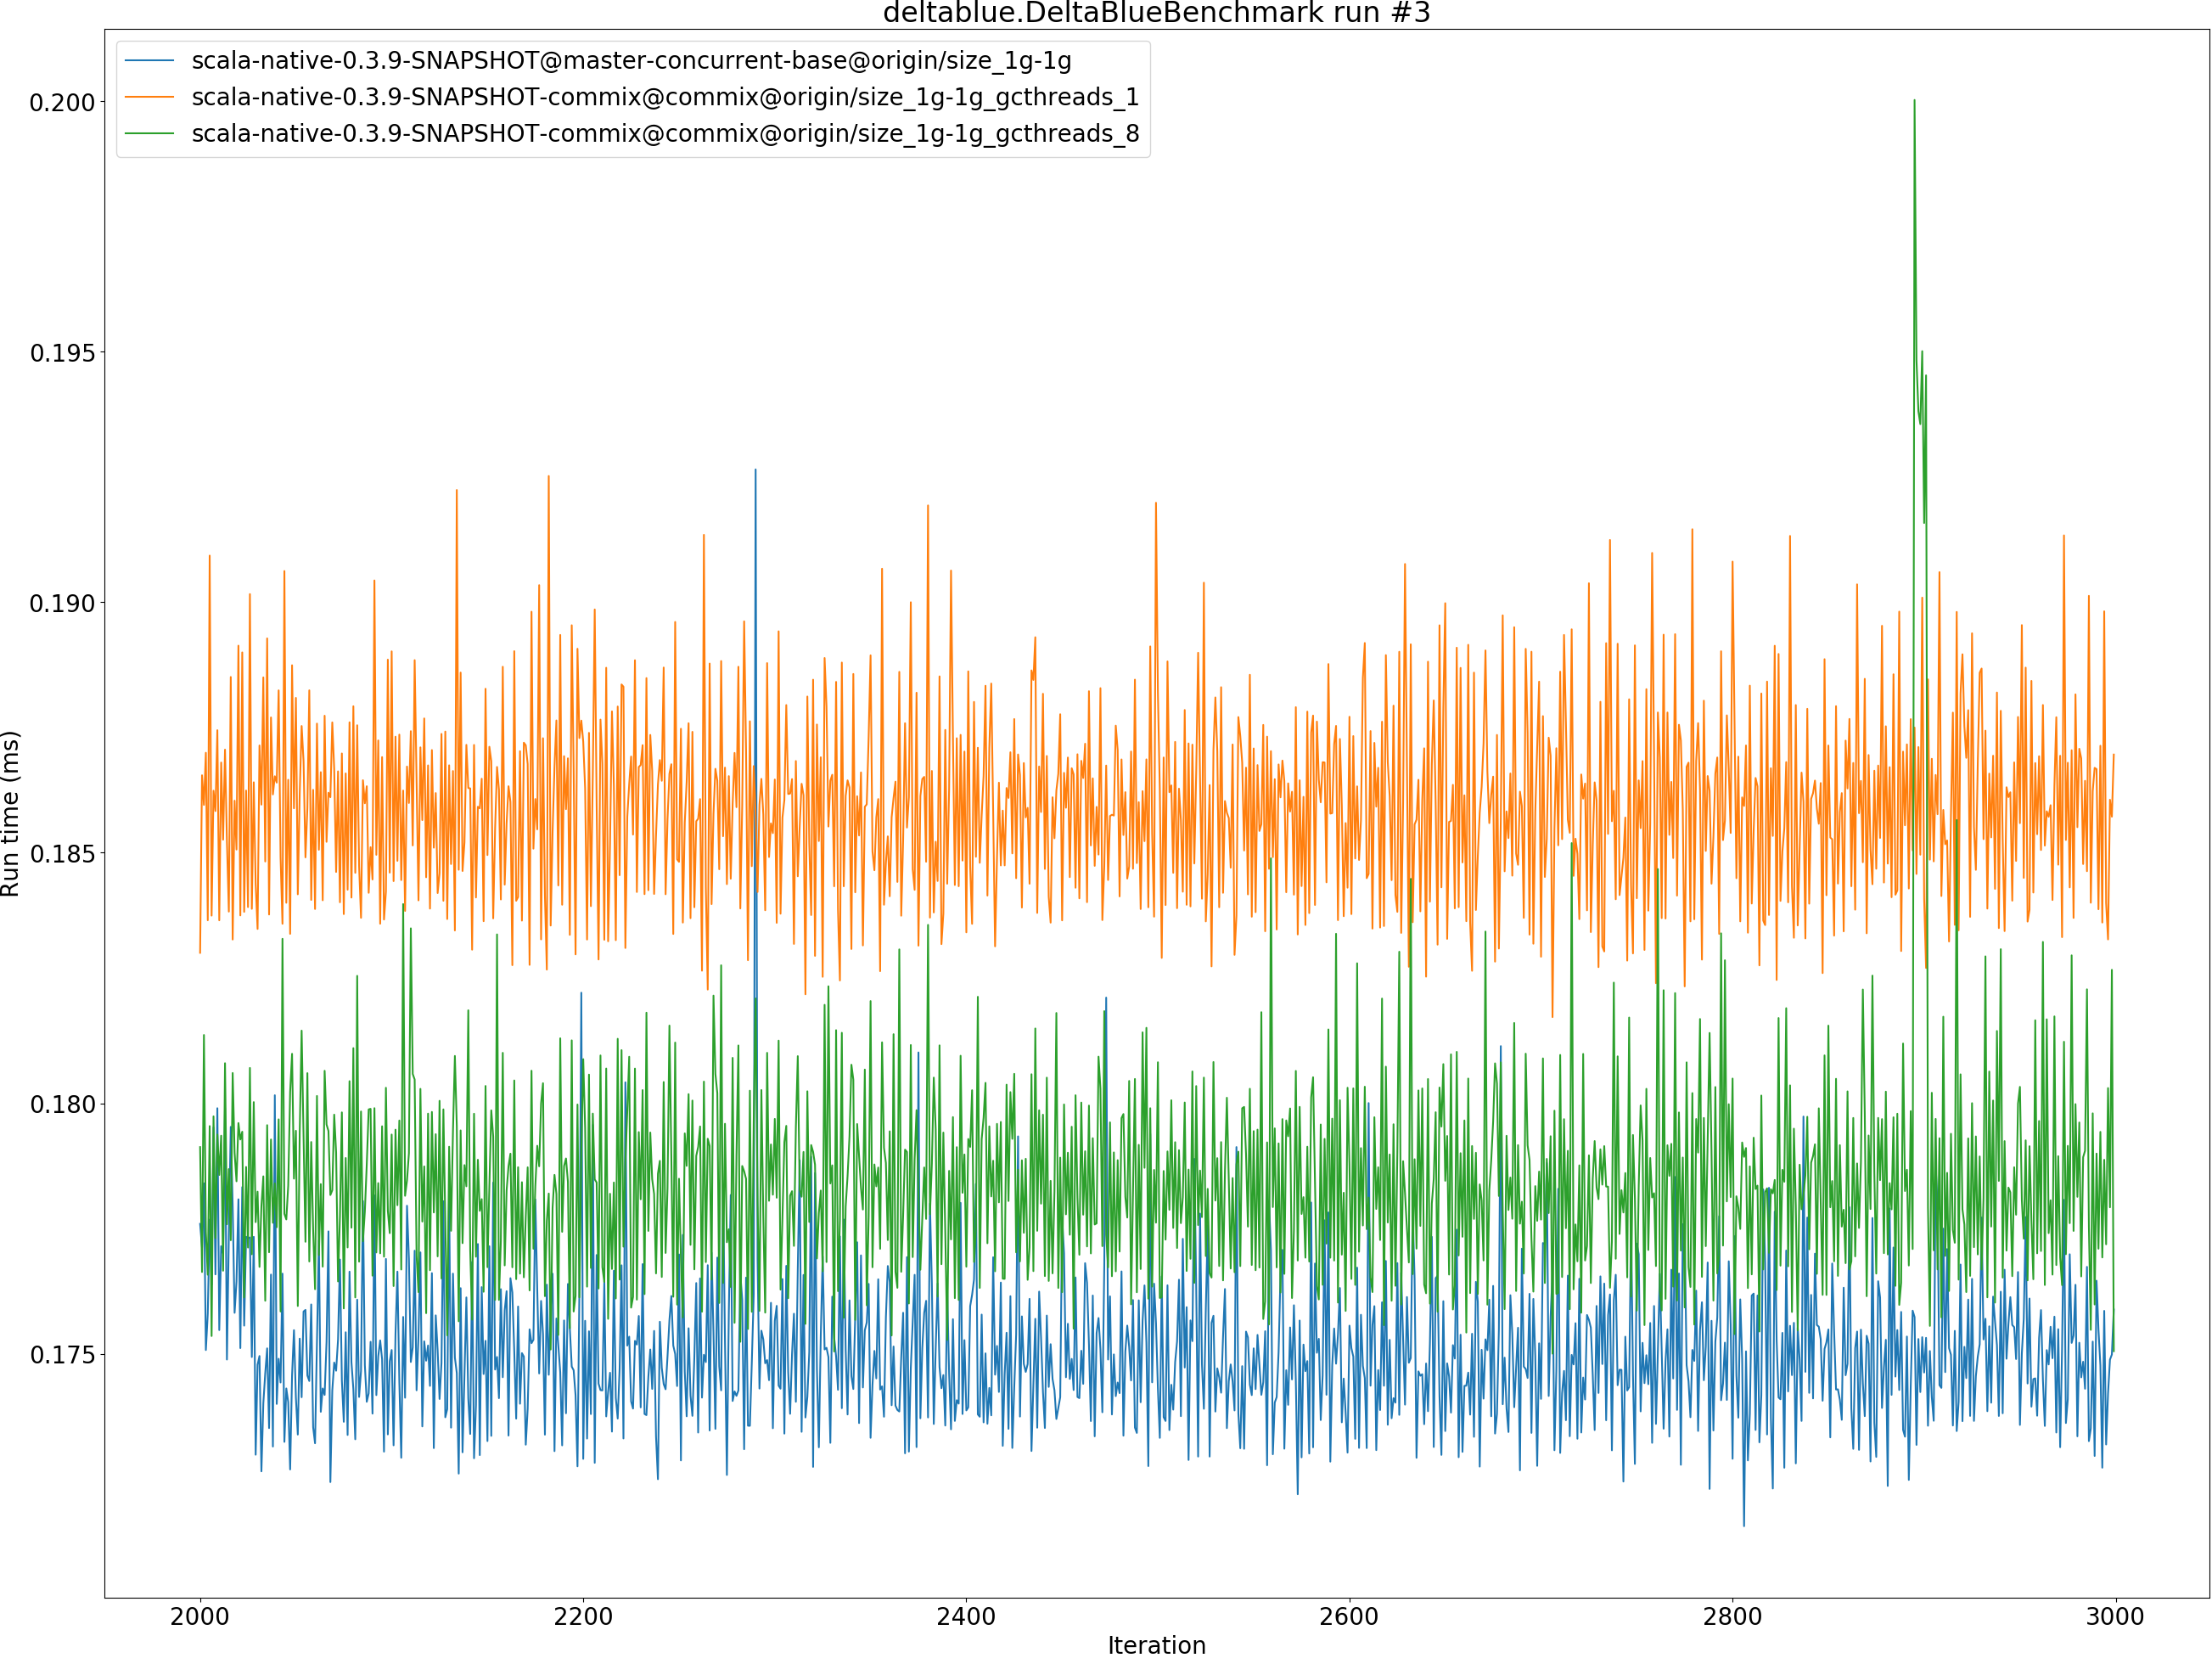 deltablue.DeltaBlueBenchmark run #3
scala-native-0.3.9-SNAPSHOT@master-concurrent-base@origin/size_1g-1g
scala-native-0.3.9-SNAPSHOT-commix@commix@origin/size_1g-1g_gcthreads_1
scala-native-0.3.9-SNAPSHOT-commix@commix@origin/size_1g-1g_gcthreads_8
0.200
0.195
0.190
0.185
0.180
0.175
Run time (ms)
2000 2200 2400 2600 2800 3000
Iteration